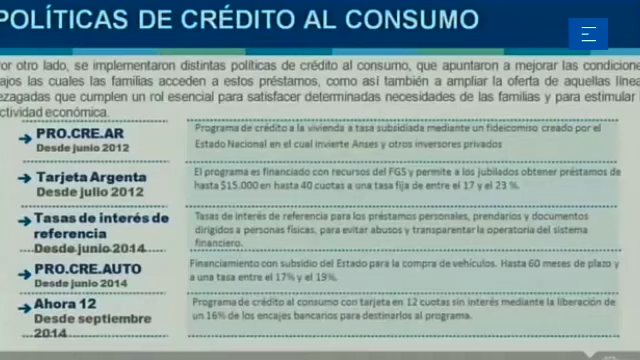 POLÍTICAS DE CRÉDITO AL CONSUMO
or otro lado, se implementaron distintas políticas de crédito al consumo, que apuntaron a mejorar las condicione
ajos las cuales las familias acceden a estos préstamos, como así también a ampliar la oferta de aquellas línea
ezagadas que cumplen un rol esencial para satisfacer determinadas necesidades de las familias y para estimular
ctividad económica.
PRO.CRE.AR
Desde junio 2012
Programa de crédito a la vivienda a tasa subsidiada mediante un fideicomiso creado por el
Estado Nacional en el cual invierte Anses y otros inversores privados
Tarjeta Argenta
Desde julio 2012
El programa es financiado con recursos del FGS y permite a los jubilados obtener préstamos de
hasta $15.000 en hasta 40 cuotas a una tasa fija de entre el 17 y el 23 %.
Tasas de interés de
referencia
Desde junio 2014
Tasas de interés de referencia para los préstamos personales, prendarios y documentos
dirigidos a personas físicas, para evitar abusos y transparentar la operatoria del sistema
financiero.
PRO.CRE.AUTO
Desde junio 2014
Financiamiento con subsidio del Estado para la compra de vehículos. Hasta 60 meses de plazo y
a una tasa entre el 17% y el 19%.
Ahora 12
Desde septiembre
2014
Programa de crédito al consumo con tarjeta en 12 cuotas sin interés mediante la liberación de
un 16% de los encajes bancarios para destinarlos al programa.